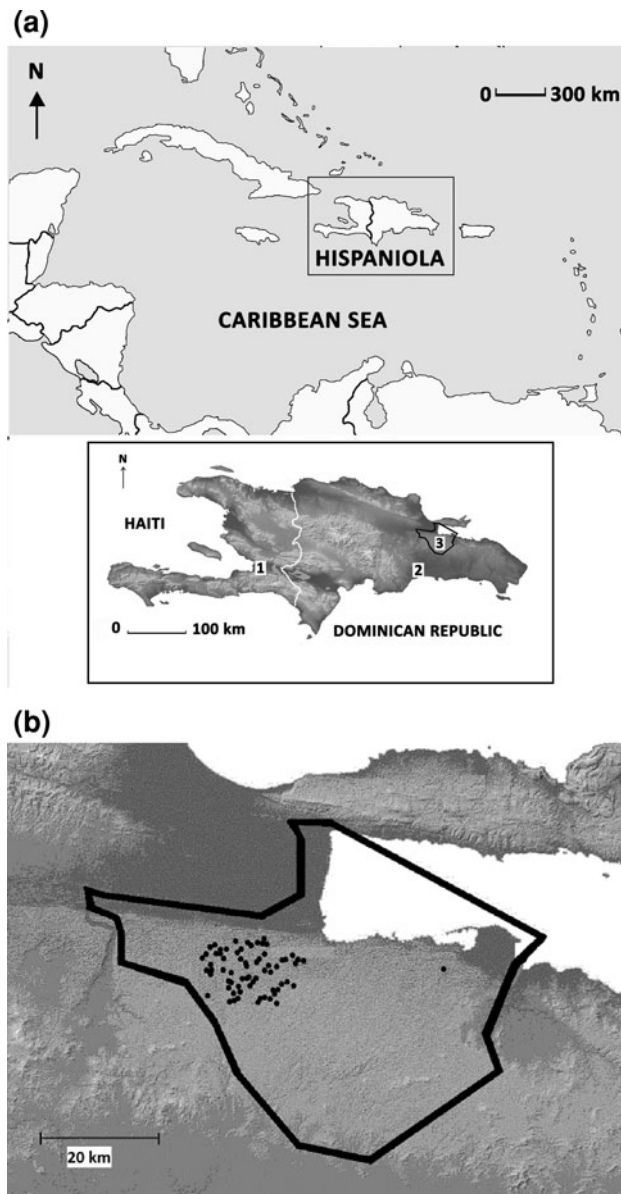 (a)
N
0 300 km
HISPANIOLA
CARIBBEAN SEA
N
HAITI
3
1
2
0 100 km
DOMINICAN REPUBLIC
(b)
20 km